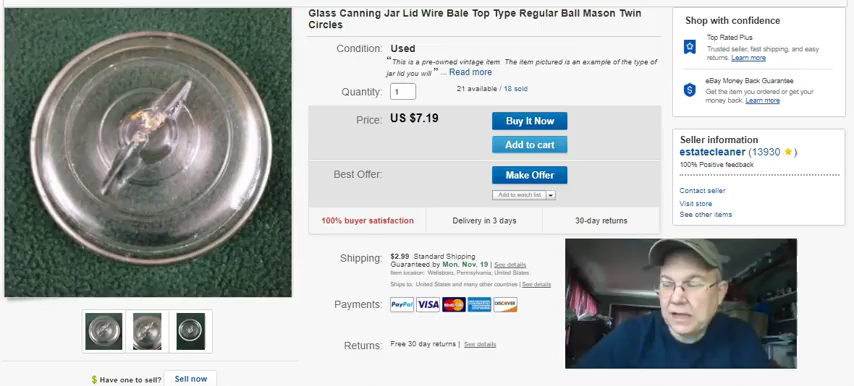 Glass Canning Jar Lid Wire Bale Top Type Regular Ball Mason Twin
Circles
Condition: Used
“This is a pre-owned vintage item. The item pictured is an example of the type of
jar lid you will ” ... Read more
Quantity: 1 21 available / 18 sold
Price: US $7.19
Buy It Now
Add to cart
Best Offer:
Make Offer
Add to watch list
100% buyer satisfaction Delivery in 3 days 30-day returns
Shipping: $2.99 Standard Shipping
Guaranteed by Mon. Nov. 19 | See details
Item location: Wellsboro, Pennsylvania, United States
Ships to: United States and many other countries | See details
Payments: PayPal VISA MasterCard DISCOVER
Returns: Free 30 day returns | See details
$ Have one to sell? Sell now
Shop with confidence
Top Rated Plus
Trusted seller, fast shipping, and easy
returns. Learn more
eBay Money Back Guarantee
Get the item you ordered or get your
money back. Learn more
Seller information
estatecleaner (13930 )
100% Positive feedback
Contact seller
Visit store
See other items